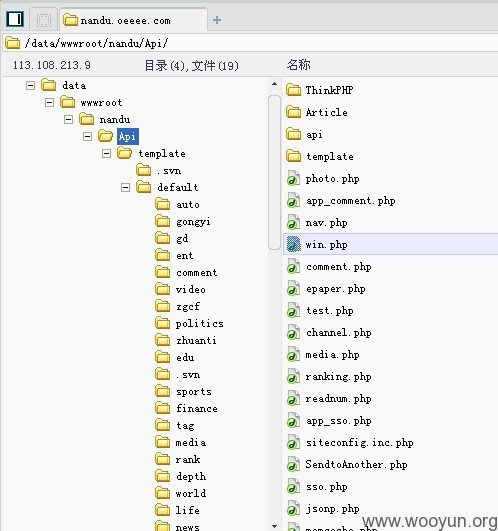 nandu.oeeee.com
/data/wwwroot/nandu/Api/
113.108.213.9
目录(4),文件(19)
名称
data
wwwroot
nandu
Api
template
.svn
default
auto
gongyi
gd
ent
comment
video
zgcf
politics
zhuanti
edu
.svn
sports
finance
tag
media
rank
depth
world
life
news
ThinkPHP
Article
api
template
photo.php
app_comment.php
nav.php
win.php
comment.php
epaper.php
test.php
channel.php
media.php
ranking.php
readnum.php
app_sso.php
siteconfig.inc.php
SendtoAnother.php
sso.php
jsonp.php
memcache.php
www.wooyun.org